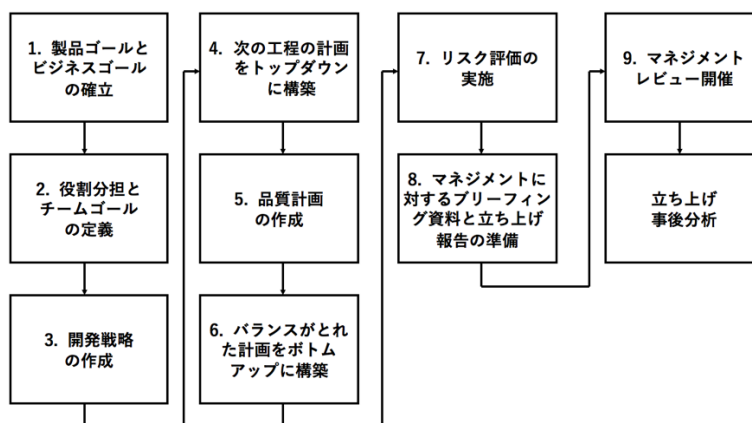 1. 製品ゴールと
ビジネスゴール
の確立
2. 役割分担と
チームゴール
の定義
3. 開発戦略
の作成
4. 次の工程の計画
をトップダウン
に構築
5. 品質計画
の作成
6. バランスがとれ
た計画をボトム
アップに構築
7. リスク評価の
実施
8. マネジメントに
対するブリーフィン
グ資料と立ち上げ
報告の準備
9. マネジメント
レビュー開催
立ち上げ
事後分析